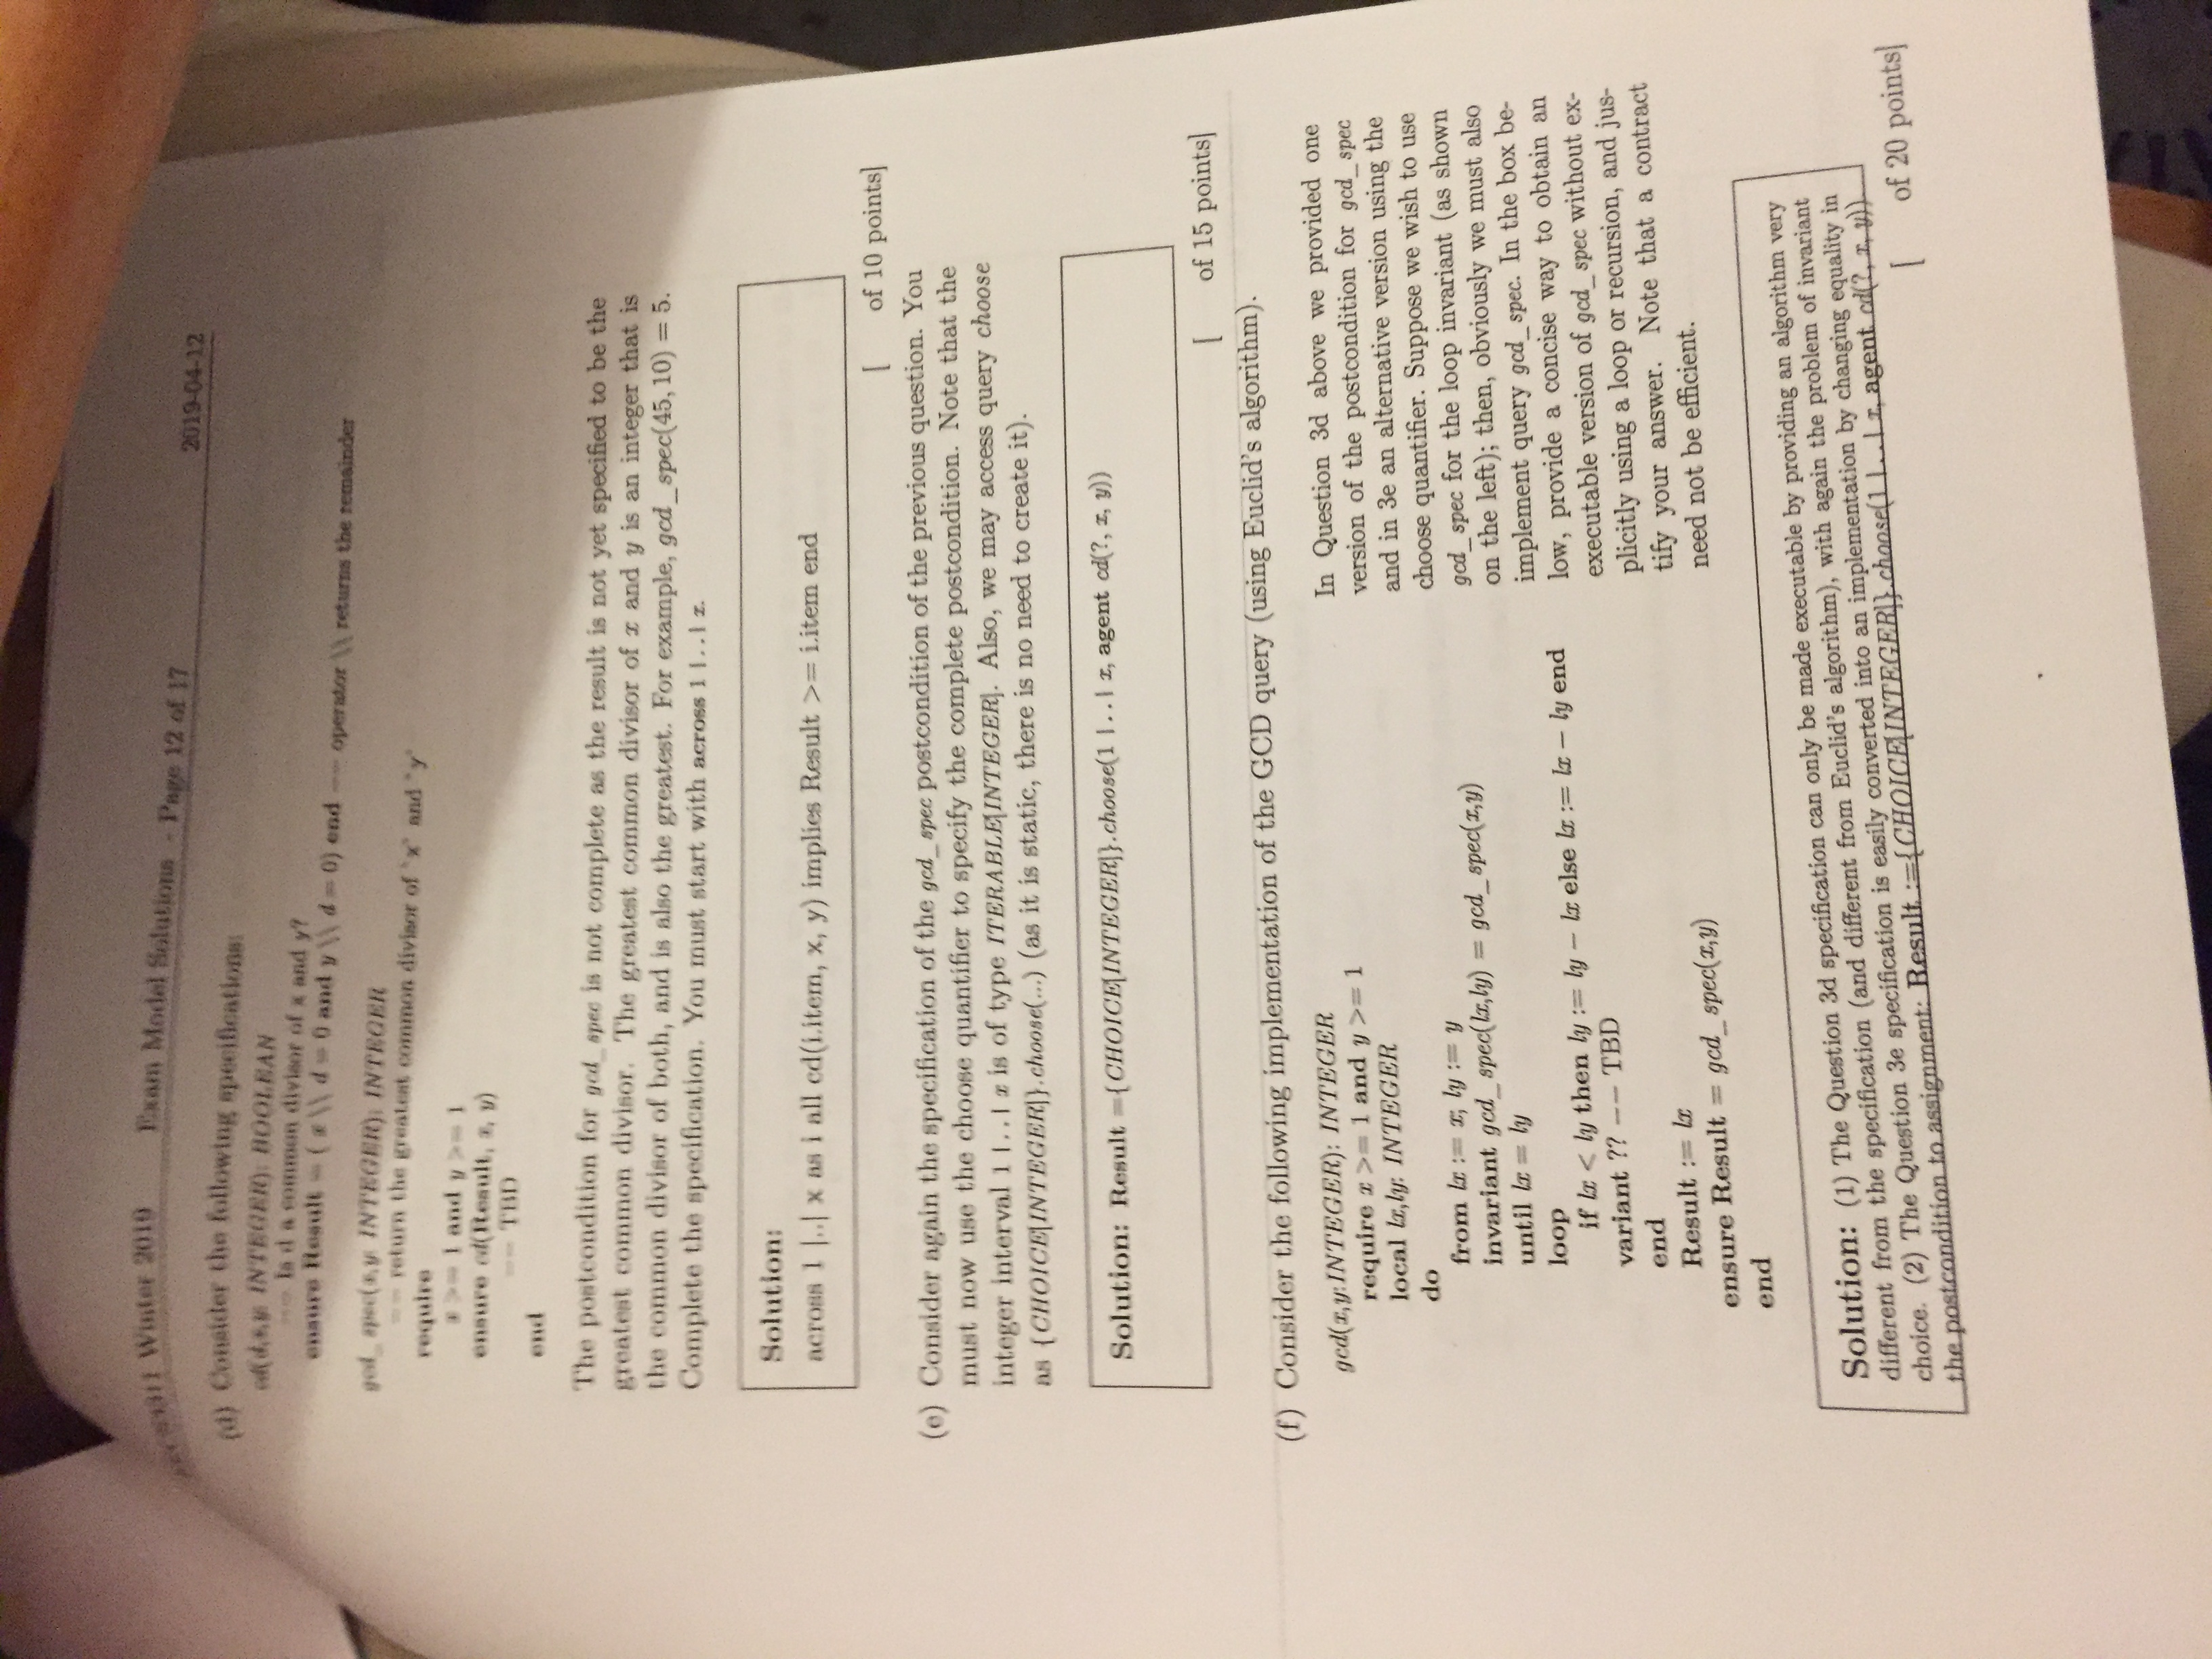 3311 Winter 2019 Exam Model Solutions - Page 12 of 17 2019-04-12
(d) Consider the following specifications:
cd(d,x,y: INTEGER): BOOLEAN
-- Is d a common divisor of x and y?
ensure Result = ( x \\ d = 0 and y \\ d = 0) end -- operator \\ returns the remainder
gcd_spec(x,y: INTEGER): INTEGER
-- return the greatest common divisor of `x' and `y'
require
x >= 1 and y >= 1
ensure cd(Result, x, y)
-- TBD
end
The postcondition for gcd_spec is not complete as the result is not yet specified to be the
greatest common divisor. The greatest common divisor of x and y is an integer that is
the common divisor of both, and is also the greatest. For example, gcd_spec(45, 10) = 5.
Complete the specification. You must start with across 1 |..| x.
Solution:
across 1 |..| x as i all cd(i.item, x, y) implies Result >= i.item end
[ of 10 points]
(e) Consider again the specification of the gcd_spec postcondition of the previous question. You
must now use the choose quantifier to specify the complete postcondition. Note that the
integer interval 1 |..| x is of type ITERABLE[INTEGER]. Also, we may access query choose
as {CHOICE[INTEGER]}.choose(...) (as it is static, there is no need to create it).
Solution: Result ={CHOICE[INTEGER]}.choose(1 |..| x, agent cd(?, x, y))
[ of 15 points]
(f) Consider the following implementation of the GCD query (using Euclid's algorithm).
gcd(x,y:INTEGER): INTEGER
require x >= 1 and y >= 1
local lx,ly: INTEGER
do
from lx := x; ly := y
invariant gcd_spec(lx,ly) = gcd_spec(x,y)
until lx = ly
loop
if lx < ly then ly := ly − lx else lx := lx − ly end
variant ?? -- TBD
end
Result := lx
ensure Result = gcd_spec(x,y)
end
In Question 3d above we provided one
version of the postcondition for gcd_spec
and in 3e an alternative version using the
choose quantifier. Suppose we wish to use
gcd_spec for the loop invariant (as shown
on the left); then, obviously we must also
implement query gcd_spec. In the box be-
low, provide a concise way to obtain an
executable version of gcd_spec without ex-
plicitly using a loop or recursion, and jus-
tify your answer. Note that a contract
need not be efficient.
Solution: (1) The Question 3d specification can only be made executable by providing an algorithm very
different from the specification (and different from Euclid's algorithm), with again the problem of invariant
choice. (2) The Question 3e specification is easily converted into an implementation by changing equality in
the postcondition to assignment: Result :={CHOICE[INTEGER]}.choose(1 |..| x, agent cd(?, x, y))
[ of 20 points]